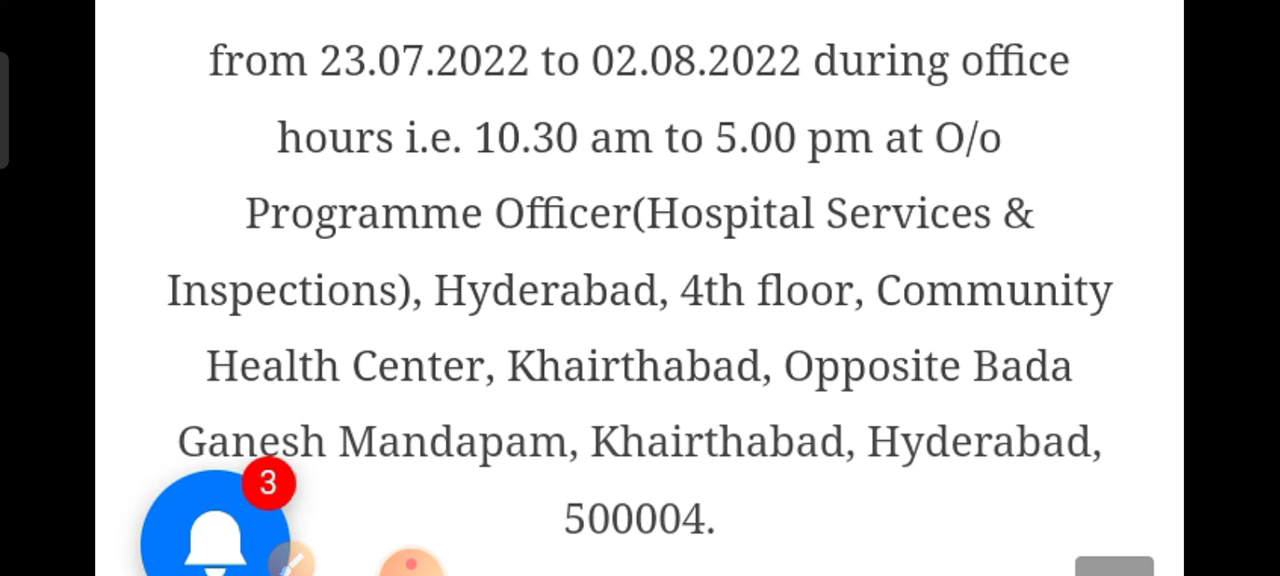 from 23.07.2022 to 02.08.2022 during office
hours i.e. 10.30 am to 5.00 pm at O/o
Programme Officer(Hospital Services &
Inspections), Hyderabad, 4th floor, Community
Health Center, Khairthabad, Opposite Bada
Ganesh Mandapam, Khairthabad, Hyderabad,
3
500004.